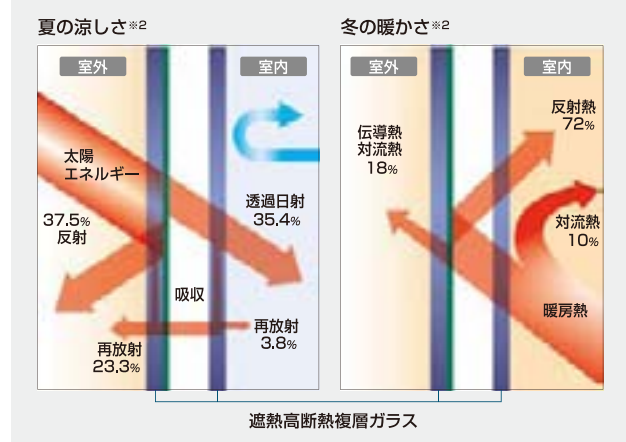 夏の涼しさ※2
室外
室内
太陽
エネルギー
37.5%
反射
透過日射
35.4%
吸収
再放射
3.8%
再放射
23.3%
冬の暖かさ※2
室外
室内
反射熱
72%
伝導熱
対流熱
18%
対流熱
10%
暖房熱
遮熱高断熱複層ガラス